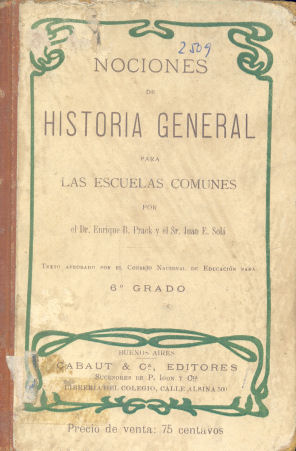 2509
NOCIONES
DE
HISTORIA GENERAL
PARA
LAS ESCUELAS COMUNES
POR
el Dr. Enrique B. Prack y el Sr. Juan E. Solá
TEXTO APROBADO POR EL CONSEJO NACIONAL DE EDUCACIÓN PARA
6º GRADO
BUENOS AIRES
CABAUT & Cª., EDITORES
SUCESORES DE P. IGON Y Cª
LIBRERIA DEL COLEGIO, CALLE ALSINA 500
Precio de venta: 75 centavos